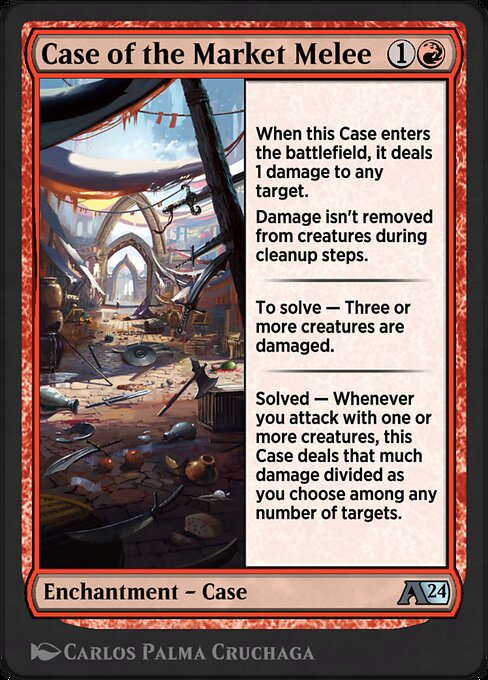 Case of the Market Melee 1
When this Case enters
the battlefield, it deals
1 damage to any
target.
Damage isn't removed
from creatures during
cleanup steps.
To solve — Three or
more creatures are
damaged.
Solved — Whenever
you attack with one or
more creatures, this
Case deals that much
damage divided as
you choose among any
number of targets.
Enchantment – Case A24
Carlos Palma Cruchaga